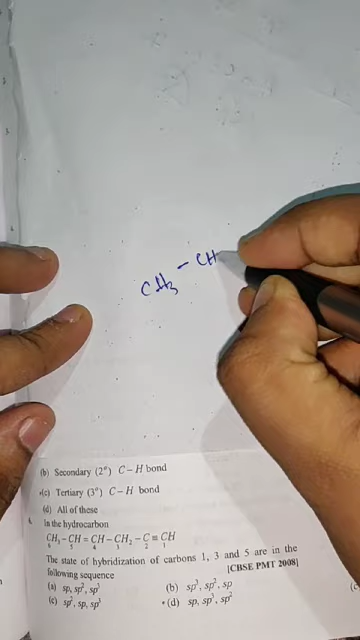 CH₃ - CH
(b) Secondary (2°) C – H bond
•(c) Tertiary (3°) C – H bond
(d) All of these
In the hydrocarbon
CH₃ – CH = CH – CH₂ – C ≡ CH
6 5 4 3 2 1
The state of hybridization of carbons 1, 3 and 5 are in the
following sequence [CBSE PMT 2008]
(a) sp, sp², sp³ (b) sp³, sp², sp
(c) sp², sp, sp³ •(d) sp, sp³, sp²